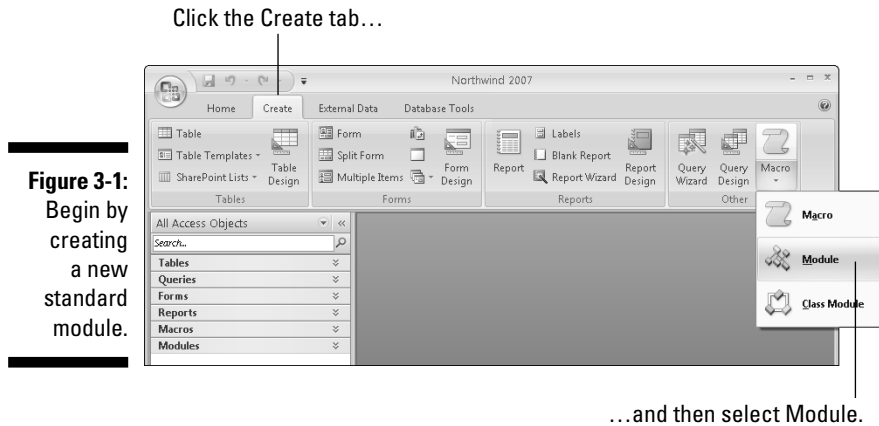 Click the Create tab…
Northwind 2007
Home Create External Data Database Tools
Table
Table Templates
SharePoint Lists
Table Design
Tables
Form
Split Form
Multiple Items
Form Design
Forms
Report
Labels
Blank Report
Report Wizard
Report Design
Reports
Query Wizard
Query Design
Macro
Other
Macro
Module
Class Module
All Access Objects
Search...
Tables
Queries
Forms
Reports
Macros
Modules
Figure 3-1:
Begin by
creating
a new
standard
module.
…and then select Module.